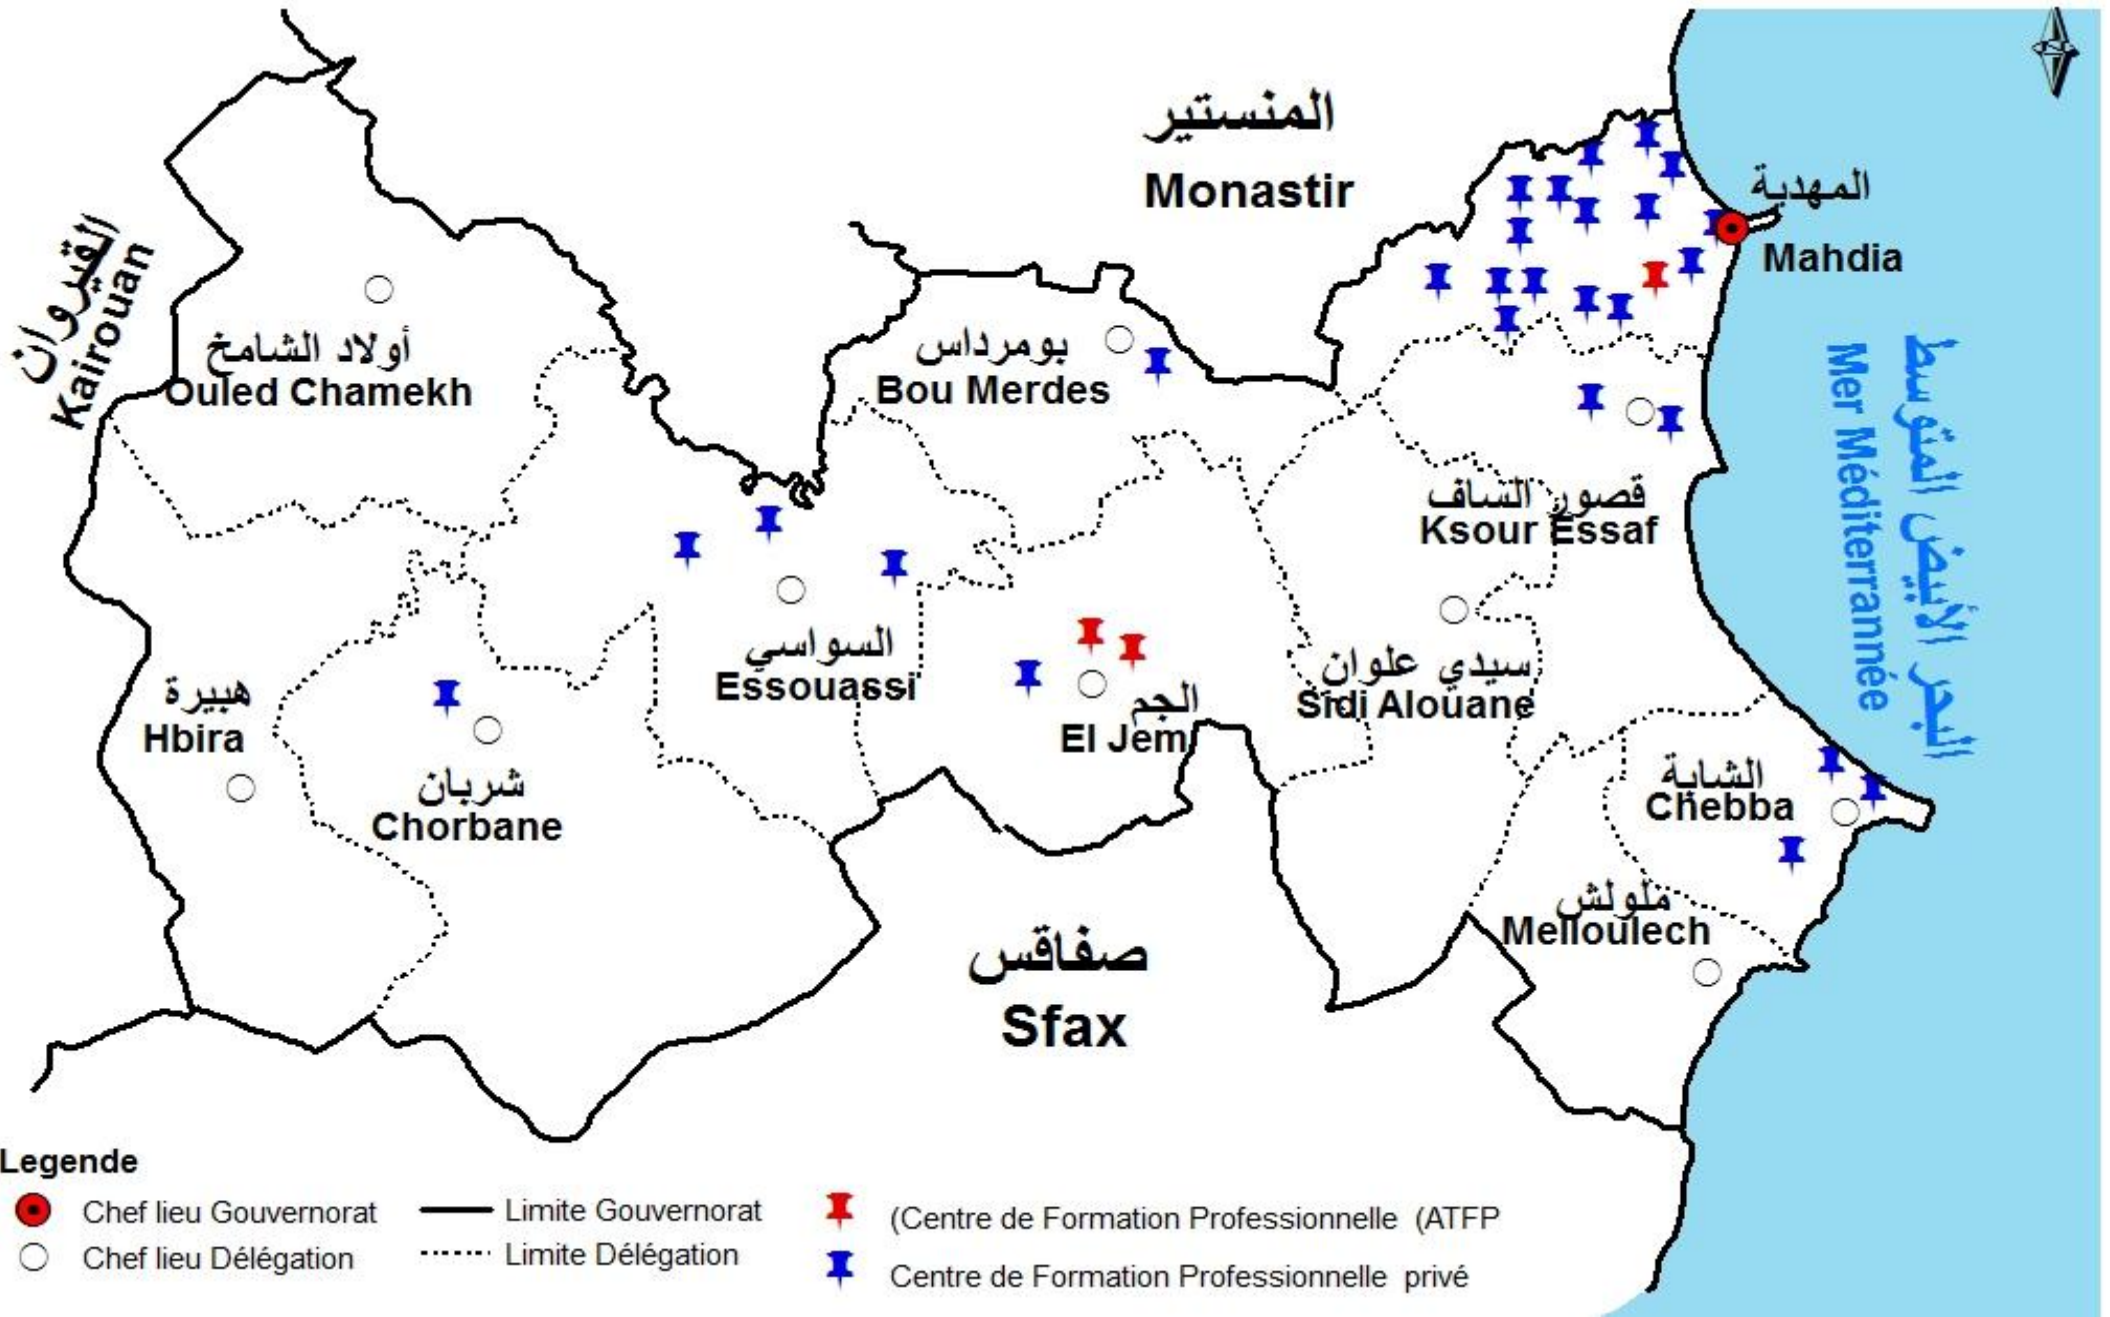 المنستير
Monastir
المهدية
Mahdia
القيروان
Kairouan
أولاد الشامخ
Ouled Chamekh
بومرداس
Bou Merdes
البحر الأبيض المتوسط
Mer Méditerrannée
قصور الساف
Ksour Essaf
السواسي
Essouassi
سيدي علوان
Sidi Alouane
هبيرة
Hbira
الجم
El Jem
شربان
Chorbane
الشابة
Chebba
ملولش
Melloulech
صفاقس
Sfax
Legende
Chef lieu Gouvernorat
Chef lieu Délégation
Limite Gouvernorat
Limite Délégation
(Centre de Formation Professionnelle (ATFP
Centre de Formation Professionnelle privé